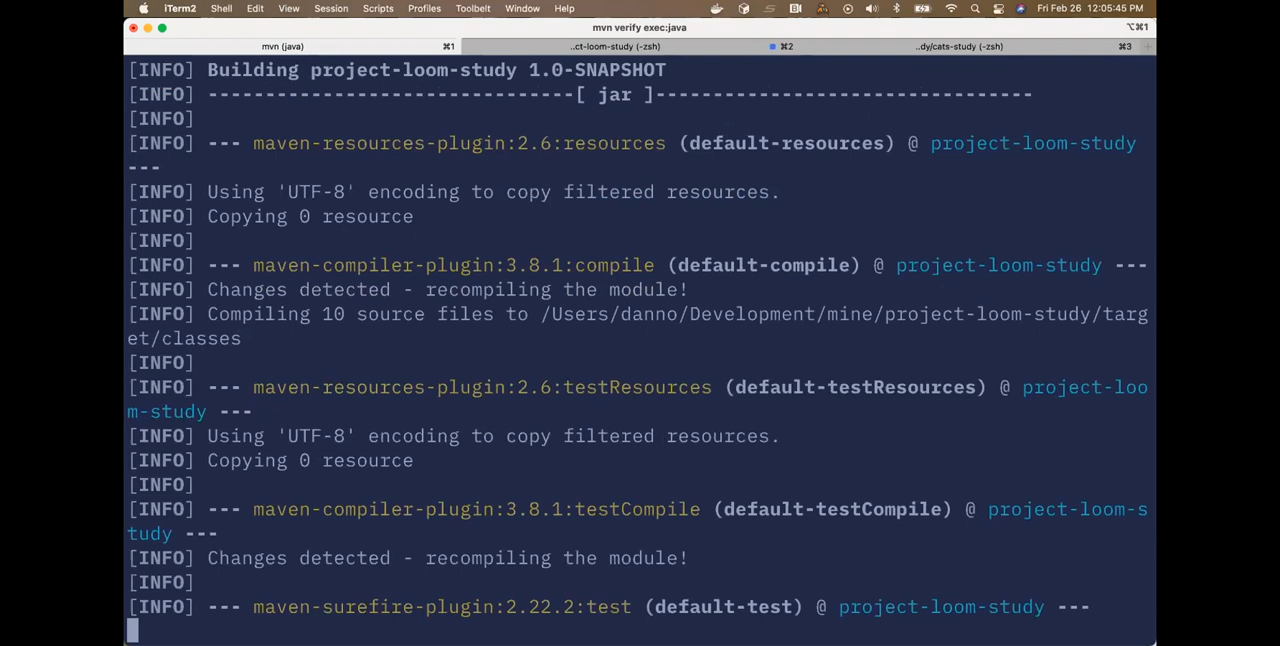 iTerm2 Shell Edit View Session Scripts Profiles Toolbelt Window Help Fri Feb 26 12:05:45 PM
mvn verify exec:java ⌥⌘1
mvn (java) ⌘1 ..ct-loom-study (-zsh) ⌘2 ..dy/cats-study (-zsh) ⌘3
[INFO] Building project-loom-study 1.0-SNAPSHOT
[INFO] --------------------------------[ jar ]---------------------------------
[INFO]
[INFO] --- maven-resources-plugin:2.6:resources (default-resources) @ project-loom-study
---
[INFO] Using 'UTF-8' encoding to copy filtered resources.
[INFO] Copying 0 resource
[INFO]
[INFO] --- maven-compiler-plugin:3.8.1:compile (default-compile) @ project-loom-study ---
[INFO] Changes detected - recompiling the module!
[INFO] Compiling 10 source files to /Users/danno/Development/mine/project-loom-study/targ
et/classes
[INFO]
[INFO] --- maven-resources-plugin:2.6:testResources (default-testResources) @ project-loo
m-study ---
[INFO] Using 'UTF-8' encoding to copy filtered resources.
[INFO] Copying 0 resource
[INFO]
[INFO] --- maven-compiler-plugin:3.8.1:testCompile (default-testCompile) @ project-loom-s
tudy ---
[INFO] Changes detected - recompiling the module!
[INFO]
[INFO] --- maven-surefire-plugin:2.22.2:test (default-test) @ project-loom-study ---